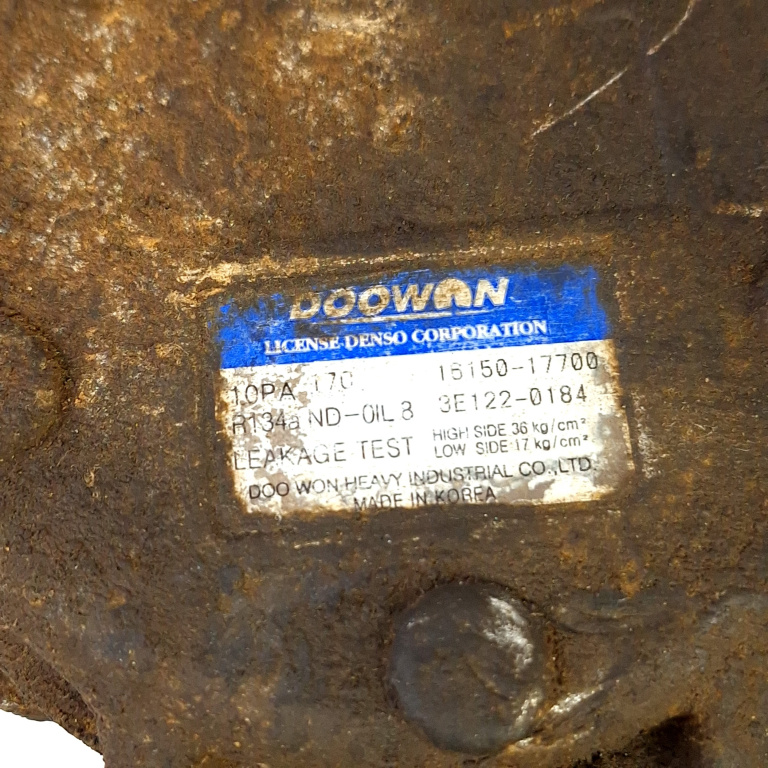 DOOWON
LICENSE DENSO CORPORATION
10PA 17C 16150-17700
R134a ND-OIL 8 3E122-0184
LEAKAGE TEST HIGH SIDE 36 kg/cm²
LOW SIDE 17 kg/cm²
DOO WON HEAVY INDUSTRIAL CO.,LTD.
MADE IN KOREA